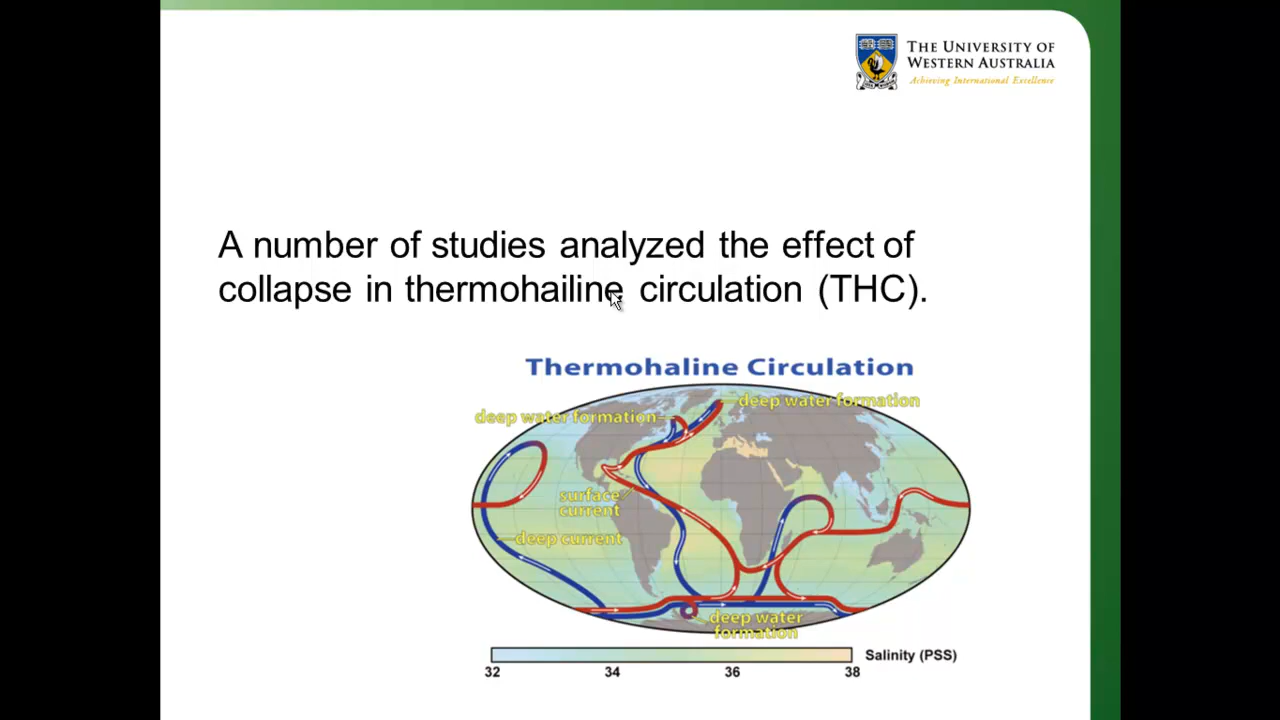 THE UNIVERSITY OF
WESTERN AUSTRALIA
Achieving International Excellence
A number of studies analyzed the effect of
collapse in thermohailine circulation (THC).
Thermohaline Circulation
deep water formation
deep water formation
surface
current
deep current
deep water
formation
Salinity (PSS)
32 34 36 38